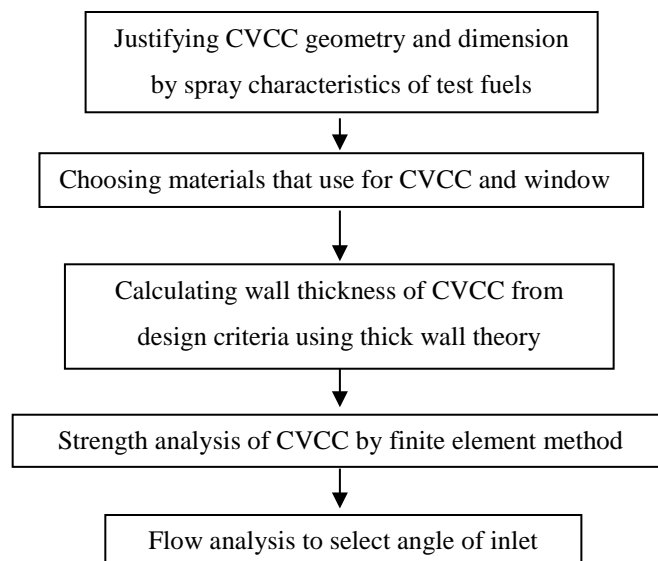 Justifying CVCC geometry and dimension
by spray characteristics of test fuels
Choosing materials that use for CVCC and window
Calculating wall thickness of CVCC from
design criteria using thick wall theory
Strength analysis of CVCC by finite element method
Flow analysis to select angle of inlet